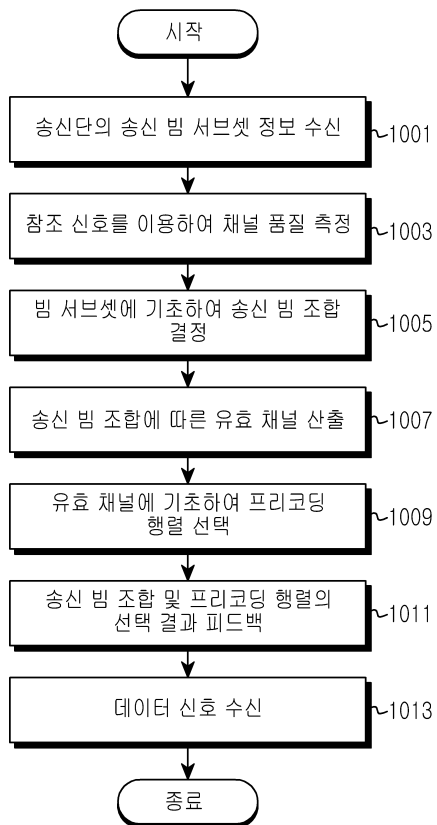 시작
송신단의 송신 빔 서브셋 정보 수신
1001
참조 신호를 이용하여 채널 품질 측정
1003
빔 서브셋에 기초하여 송신 빔 조합
결정
1005
송신 빔 조합에 따른 유효 채널 산출
1007
유효 채널에 기초하여 프리코딩
행렬 선택
1009
송신 빔 조합 및 프리코딩 행렬의
선택 결과 피드백
1011
데이터 신호 수신
1013
종료